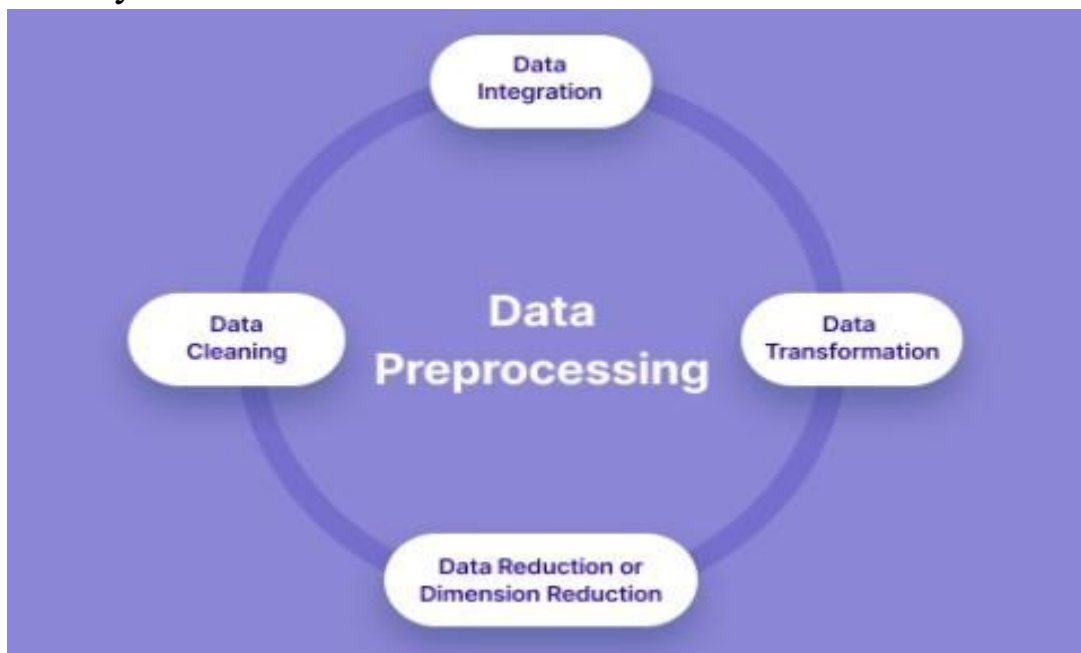 Data
Integration
Data
Cleaning
Data
Preprocessing
Data
Transformation
Data Reduction or
Dimension Reduction